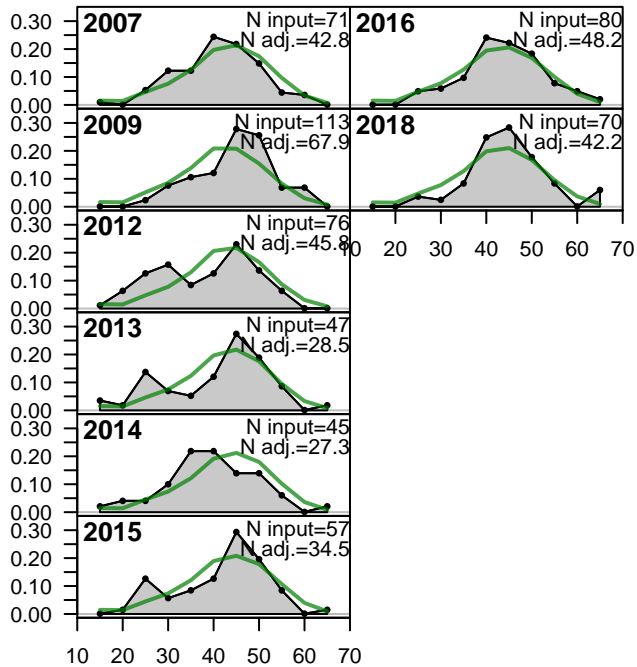 2007
N input=71
N adj.=42.8
0.30
0.20
0.10
0.00
2009
N input=113
N adj.=67.9
0.30
0.20
0.10
0.00
2012
N input=76
N adj.=45.8
0.30
0.20
0.10
0.00
2013
N input=47
N adj.=28.5
0.30
0.20
0.10
0.00
2014
N input=45
N adj.=27.3
0.30
0.20
0.10
0.00
2015
N input=57
N adj.=34.5
0.30
0.20
0.10
0.00
10 20 30 40 50 60 70
2016
N input=80
N adj.=48.2
2018
N input=70
N adj.=42.2
10 20 30 40 50 60 70